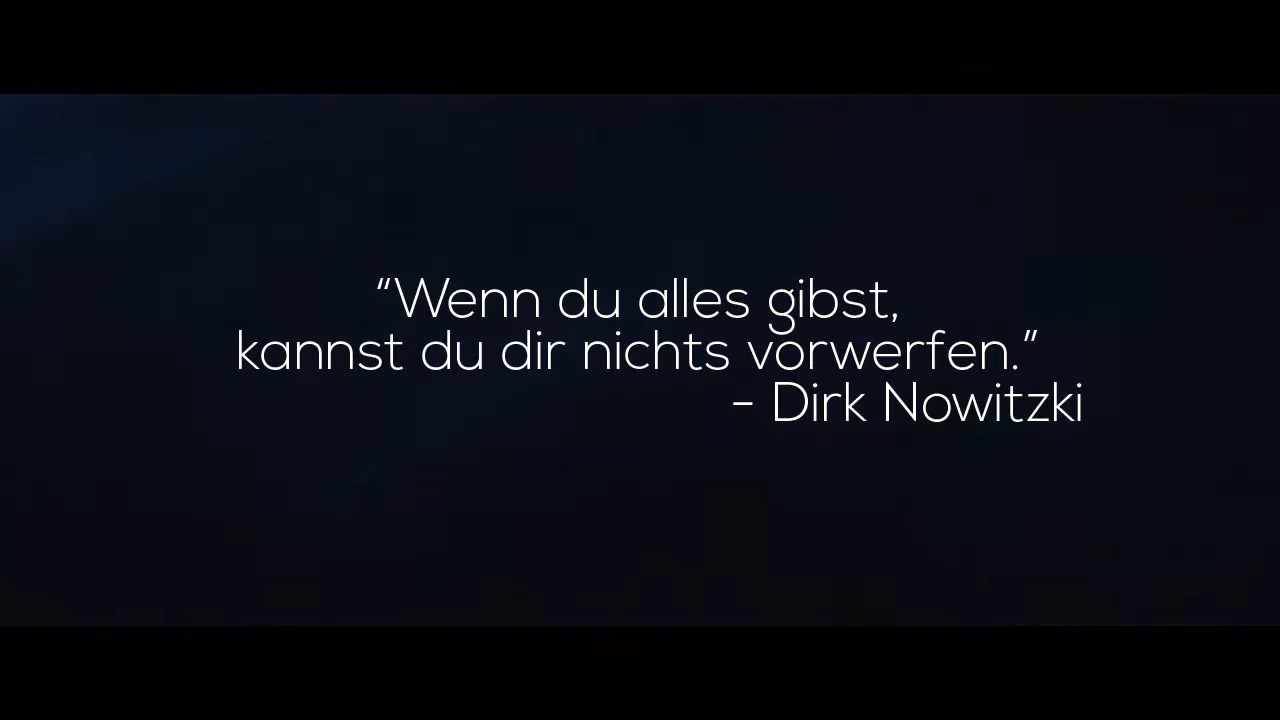 “Wenn du alles gibst,
kannst du dir nichts vorwerfen.”
- Dirk Nowitzki